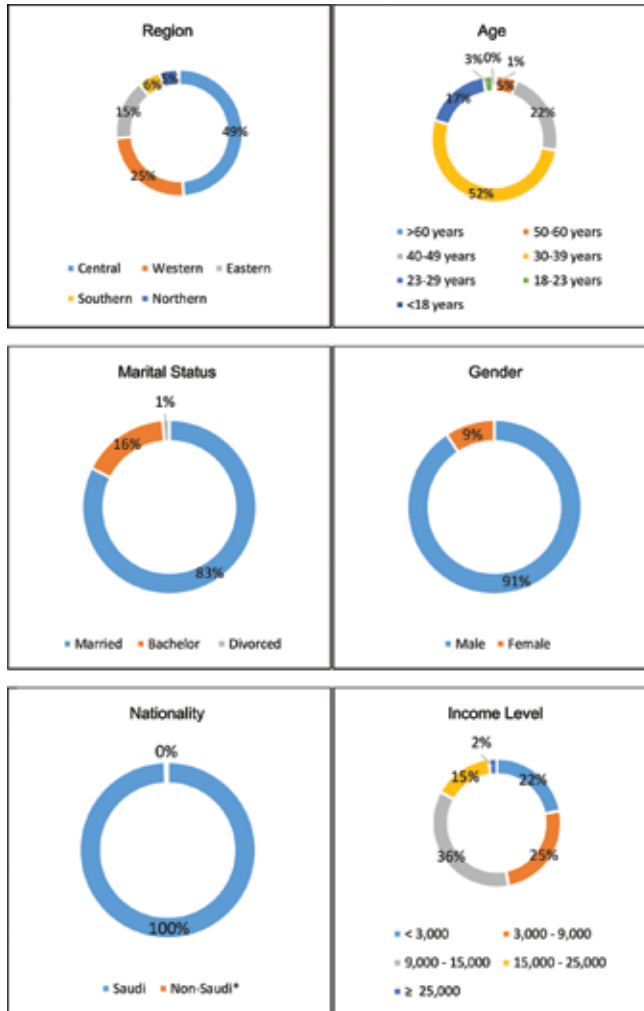 Region
5%
6%
15%
49%
25%
Central Western Eastern
Southern Northern
Age
0%
3% 1%
5%
17% 22%
52%
>60 years 50-60 years
40-49 years 30-39 years
23-29 years 18-23 years
<18 years
Marital Status
1%
16%
83%
Married Bachelor Divorced
Gender
9%
91%
Male Female
Nationality
0%
100%
Saudi Non-Saudi*
Income Level
2%
15% 22%
36% 25%
< 3,000 3,000 - 9,000
9,000 - 15,000 15,000 - 25,000
≥ 25,000